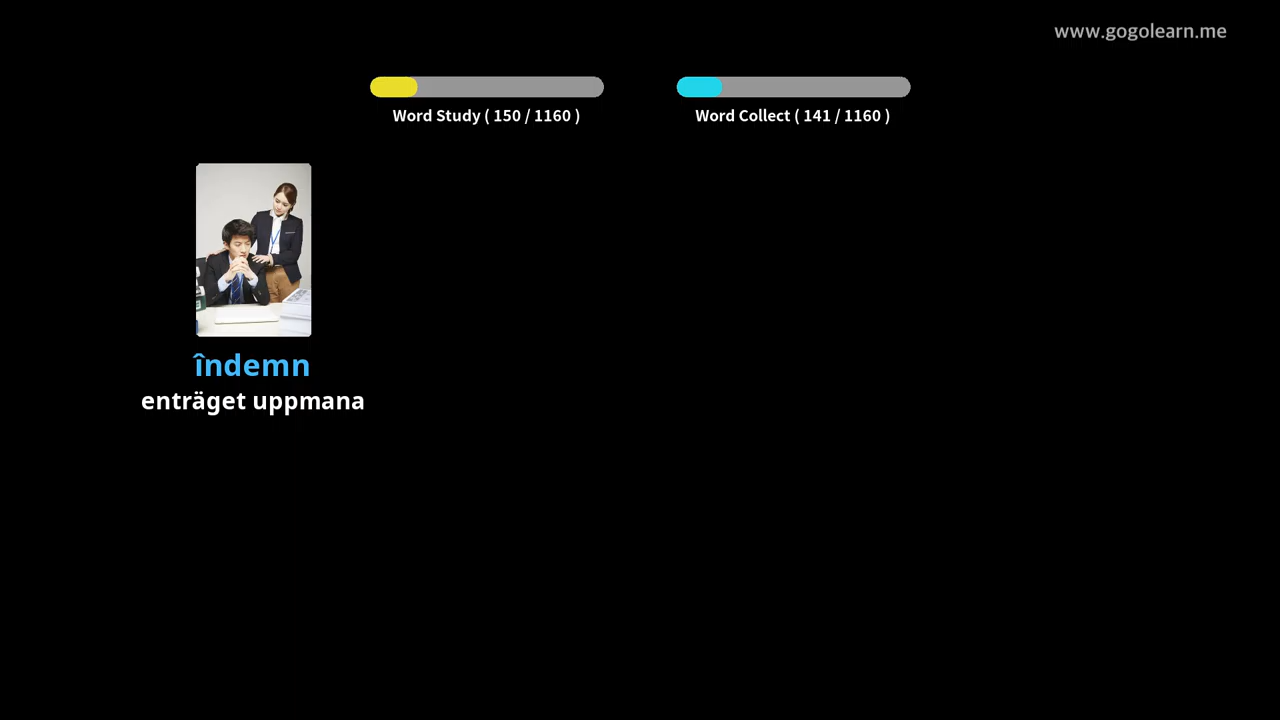 www.gogolearn.me
Word Study ( 150 / 1160 )
Word Collect ( 141 / 1160 )
îndemn
enträget uppmana